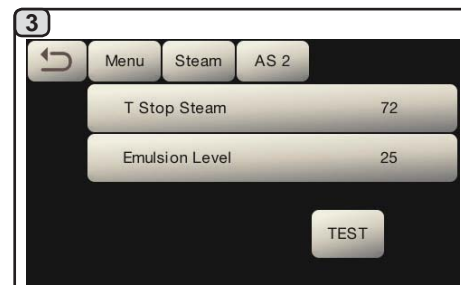 3
Menu Steam AS 2
T Stop Steam 72
Emulsion Level 25
TEST